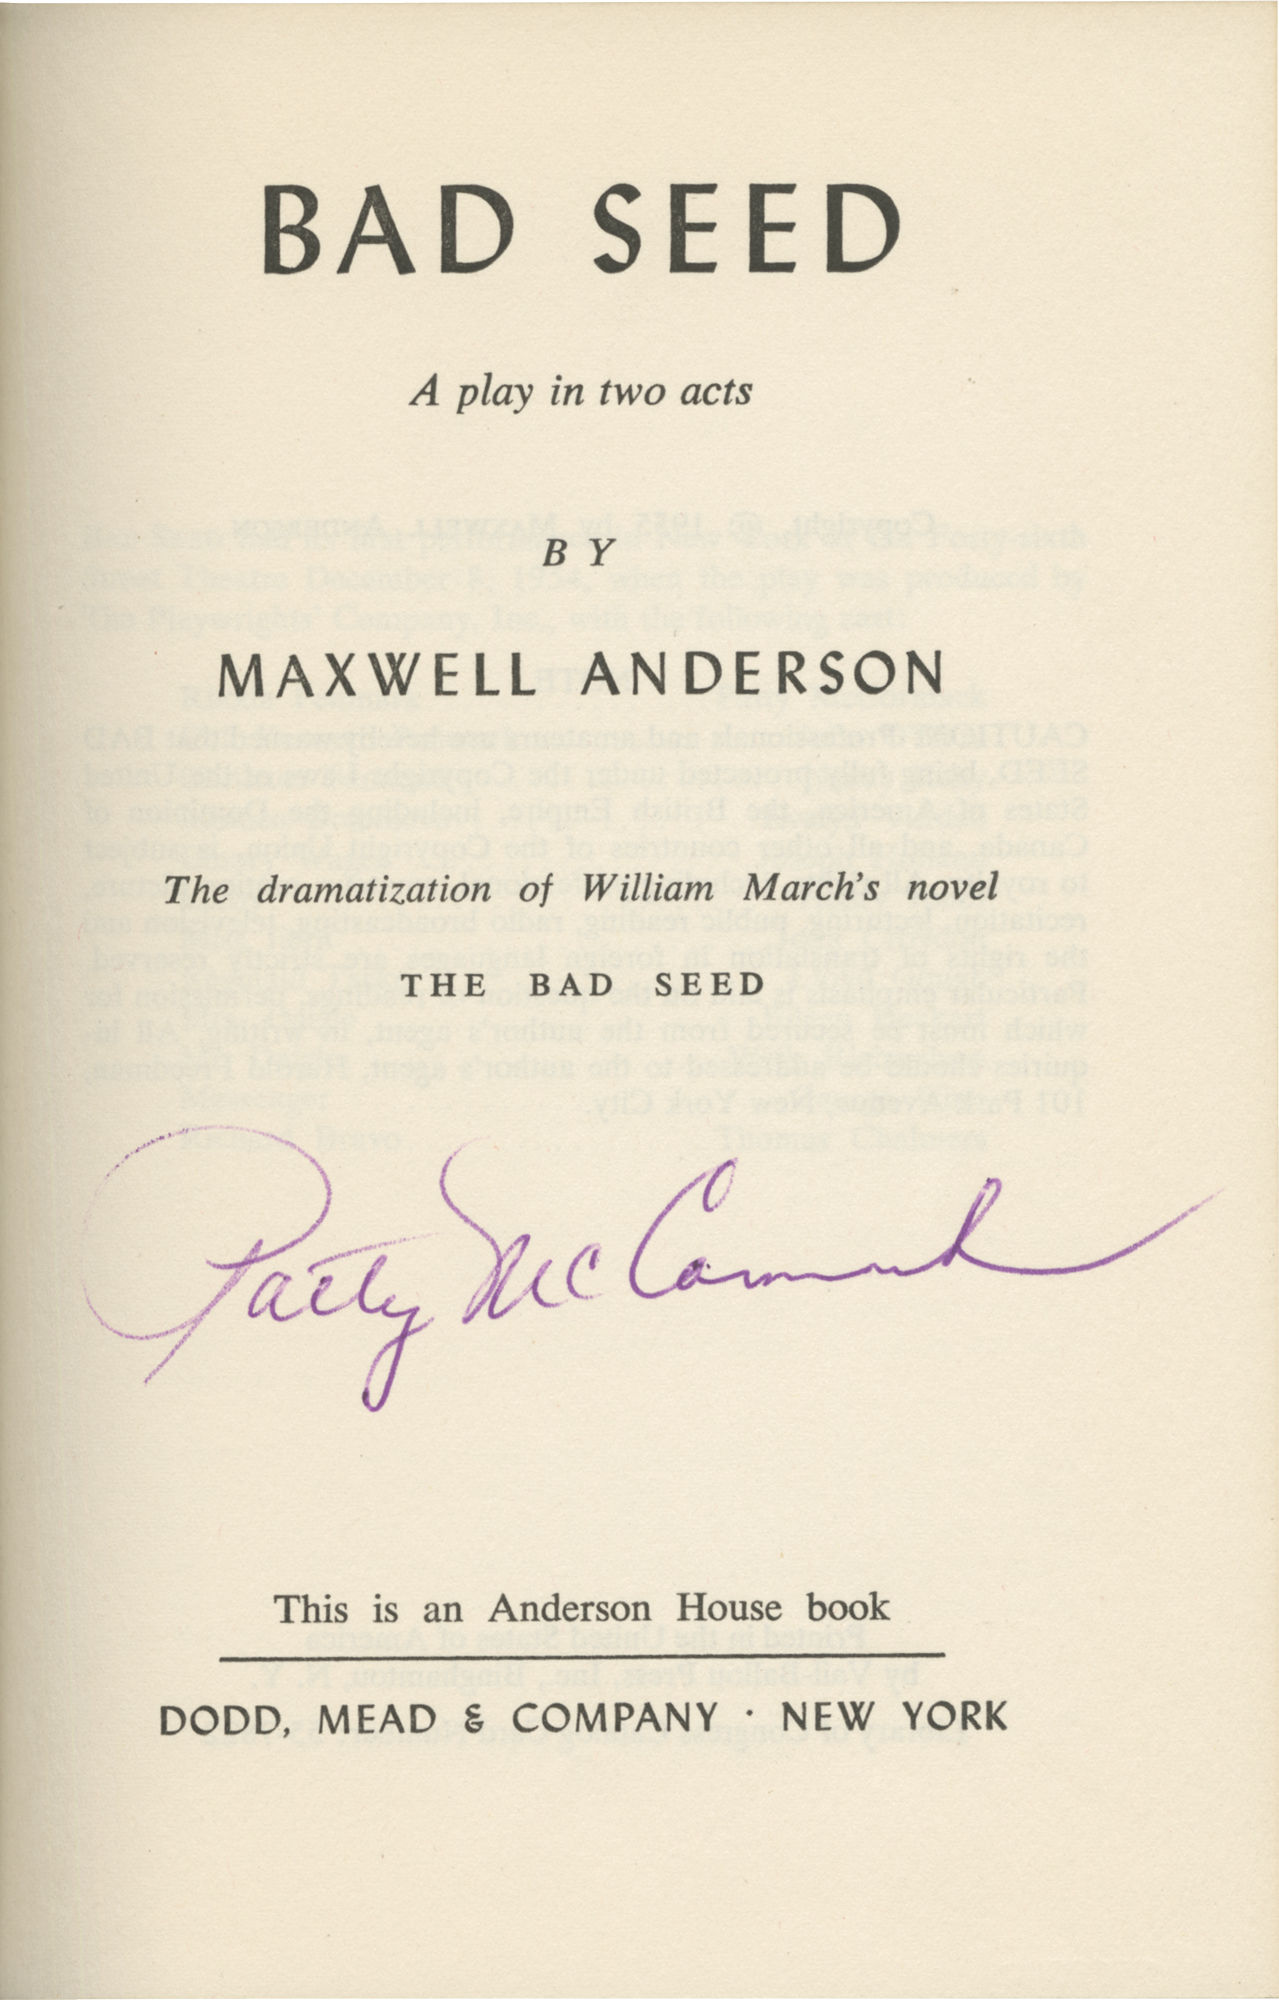 BAD SEED
A play in two acts
BY
MAXWELL ANDERSON
The dramatization of William March's novel
THE BAD SEED
Patty McCormack
This is an Anderson House book
DODD, MEAD & COMPANY · NEW YORK